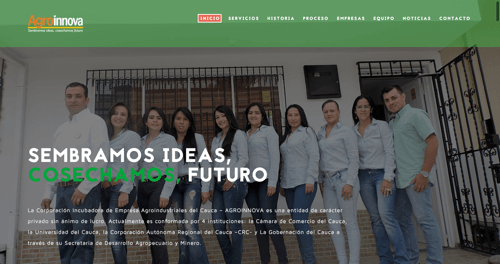 Agroinnova
Sembramos ideas, cosechamos futuro
INICIO SERVICIOS HISTORIA PROCESO EMPRESAS EQUIPO NOTICIAS CONTACTO
SEMBRAMOS IDEAS,
COSECHAMOS, FUTURO
La Corporación Incubadora de Empresa Agroindustriales del Cauca – AGROINNOVA es una entidad de carácter
privado sin ánimo de lucro. Actualmente es conformada por 4 instituciones: la Cámara de Comercio del Cauca,
la Universidad del Cauca, la Corporación Autónoma Regional del Cauca -CRC- y La Gobernación del Cauca a
través de su Secretaria de Desarrollo Agropecuario y Minero.